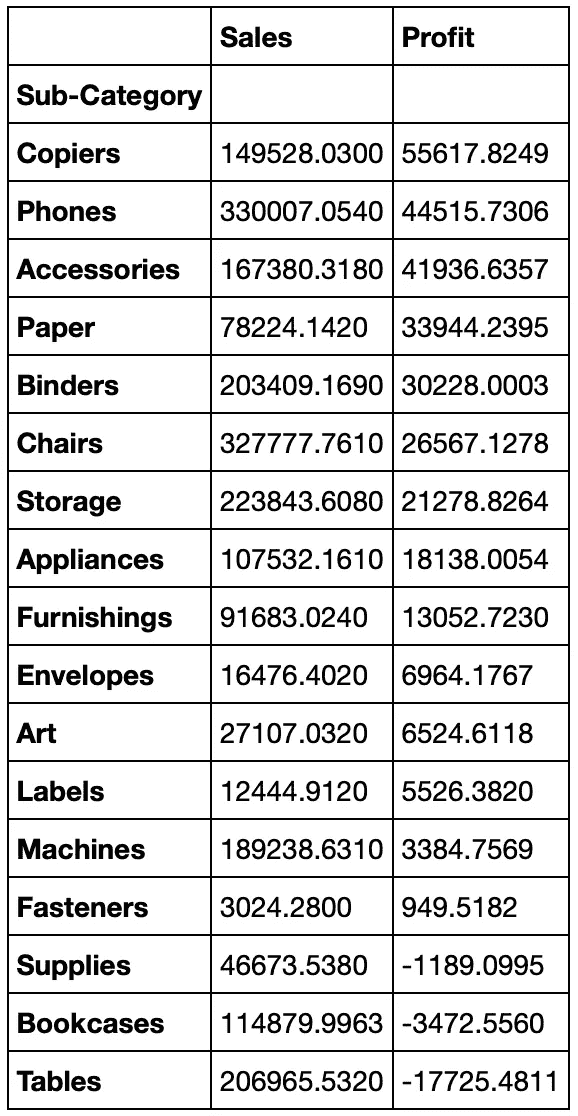 Sales Profit
Sub-Category
Copiers 149528.0300 55617.8249
Phones 330007.0540 44515.7306
Accessories 167380.3180 41936.6357
Paper 78224.1420 33944.2395
Binders 203409.1690 30228.0003
Chairs 327777.7610 26567.1278
Storage 223843.6080 21278.8264
Appliances 107532.1610 18138.0054
Furnishings 91683.0240 13052.7230
Envelopes 16476.4020 6964.1767
Art 27107.0320 6524.6118
Labels 12444.9120 5526.3820
Machines 189238.6310 3384.7569
Fasteners 3024.2800 949.5182
Supplies 46673.5380 -1189.0995
Bookcases 114879.9963 -3472.5560
Tables 206965.5320 -17725.4811